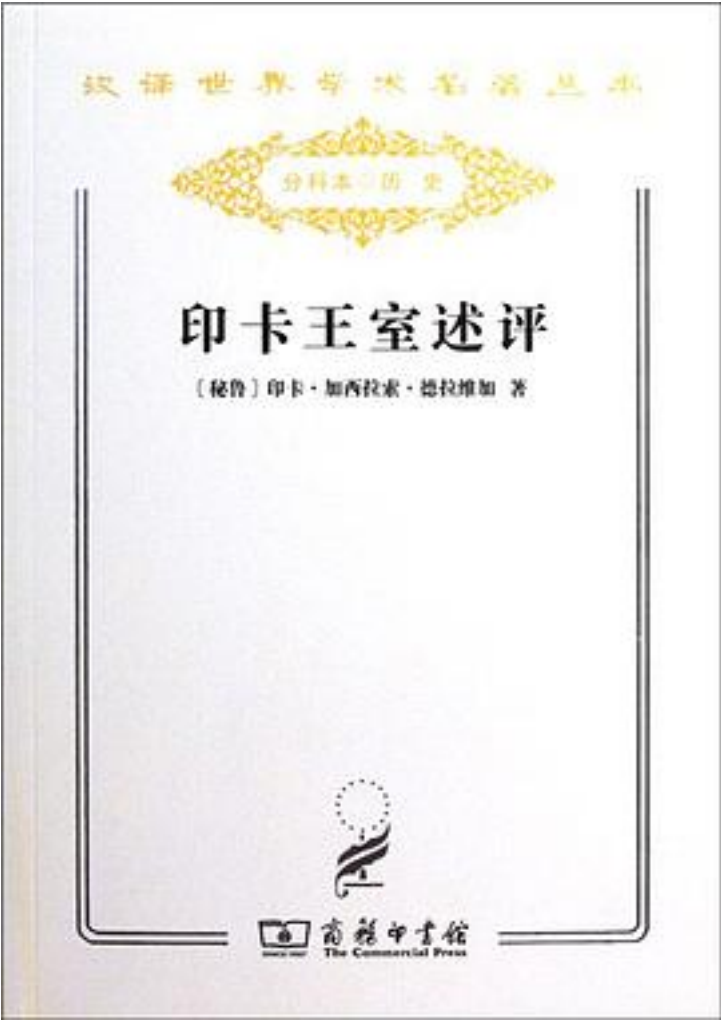 汉译世界学术名著丛书
分科本◇历 史
印卡王室述评
〔秘鲁〕印卡·加西拉索·德拉维加 著
商务印书馆
SINCE 1897
The Commercial Press